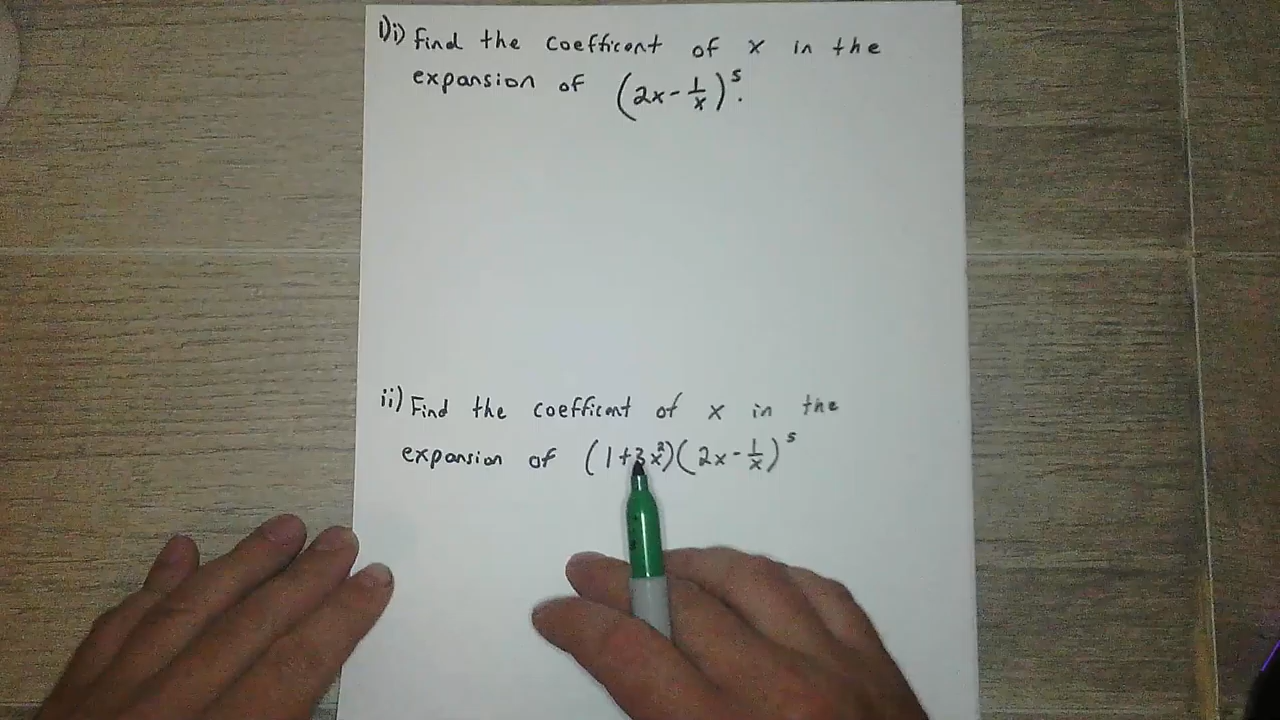 1)i) Find the coefficent of x in the
expansion of (2x - 1/x)^5.
ii) Find the coefficent of x in the
expansion of (1+3x²)(2x - 1/x)^5